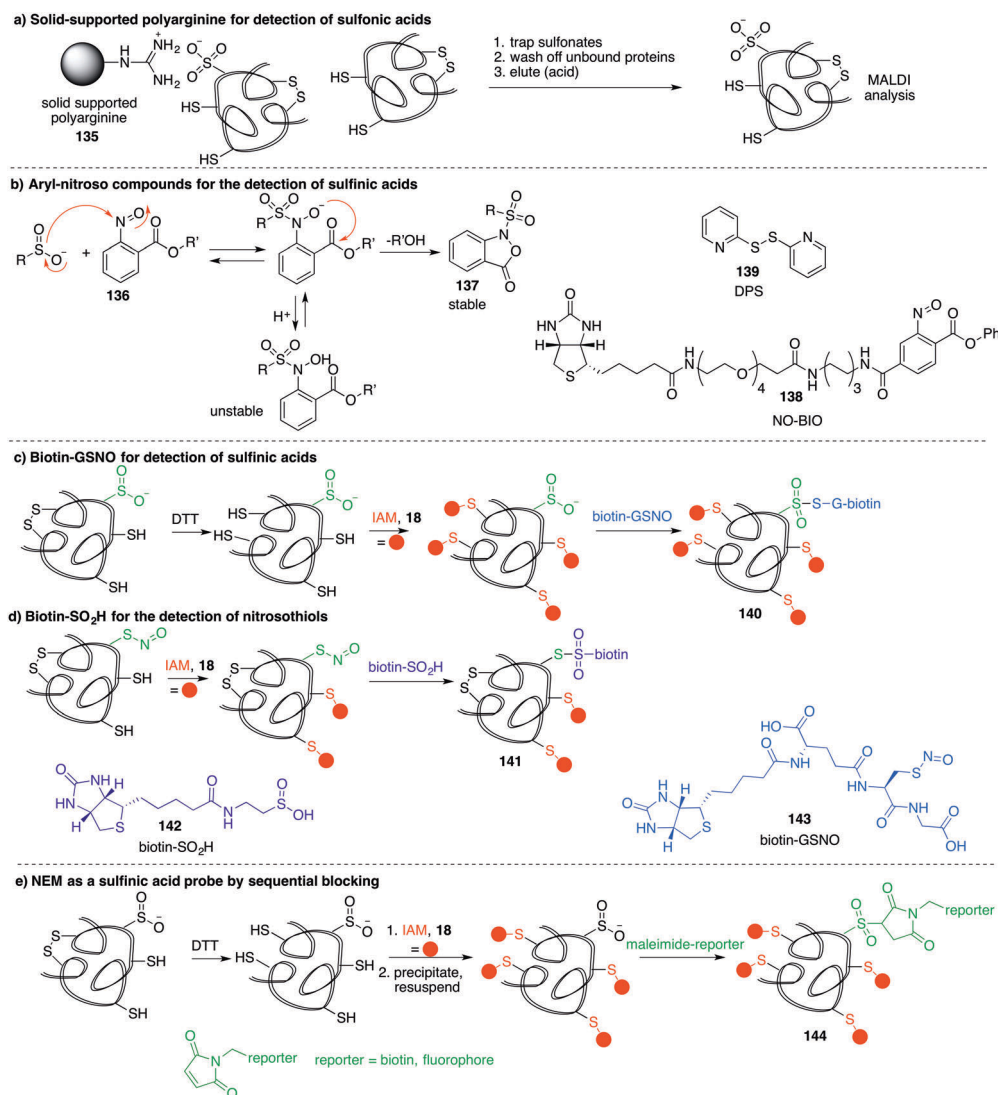 a) Solid-supported polyarginine for detection of sulfonic acids
solid supported
polyarginine
135
1. trap sulfonates
2. wash off unbound proteins
3. elute (acid)
MALDI
analysis
b) Aryl-nitroso compounds for the detection of sulfinic acids
136
-R'OH
137
stable
H+
unstable
139
DPS
138
NO-BIO
c) Biotin-GSNO for detection of sulfinic acids
DTT
IAM, 18
=
biotin-GSNO
S–G-biotin
140
d) Biotin-SO2H for the detection of nitrosothiols
IAM, 18
=
biotin-SO2H
biotin
141
142
biotin-SO2H
143
biotin-GSNO
e) NEM as a sulfinic acid probe by sequential blocking
DTT
1. IAM, 18
=
2. precipitate,
resuspend
maleimide-reporter
reporter
144
reporter
reporter = biotin, fluorophore